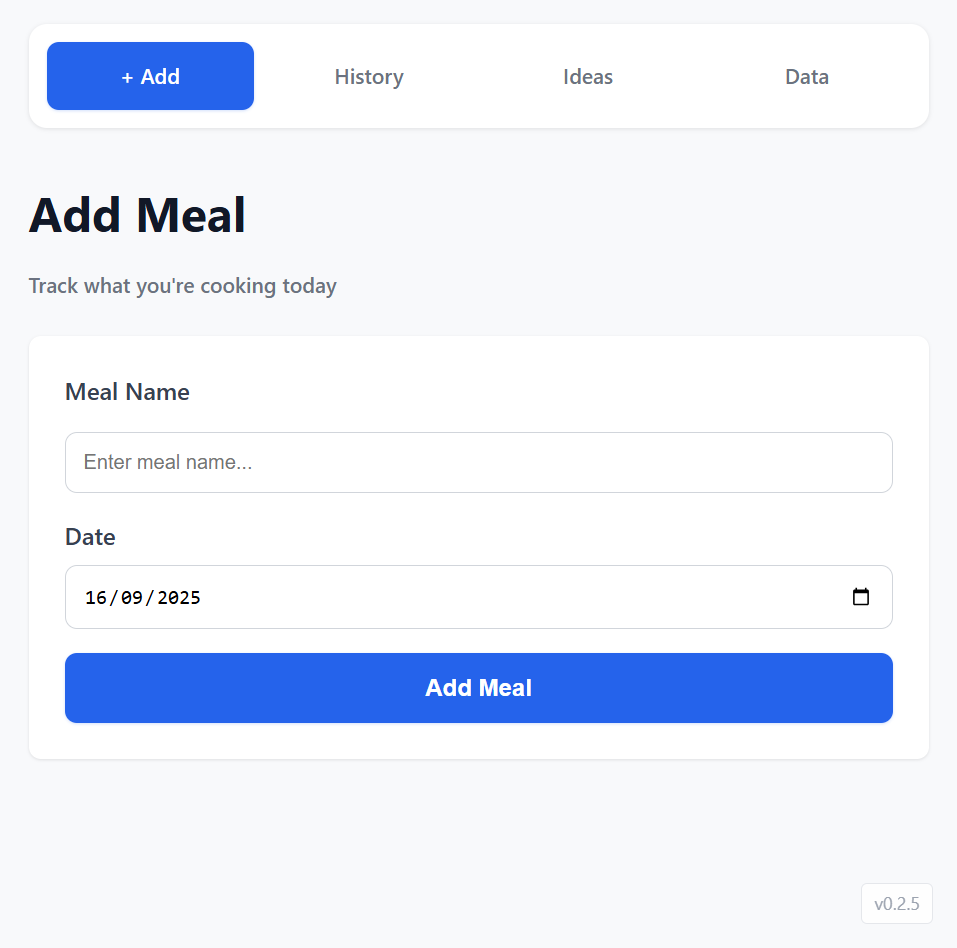 + Add History Ideas Data
Add Meal
Track what you're cooking today
Meal Name
Enter meal name...
Date
16/09/2025
Add Meal
v0.2.5